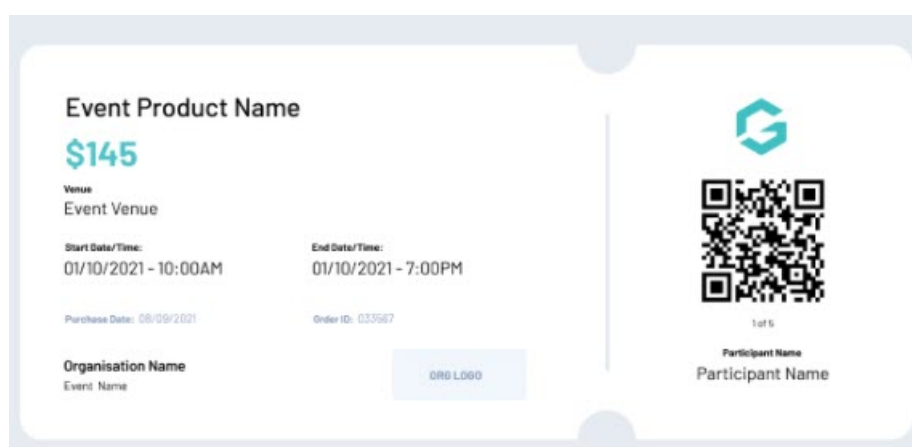 Event Product Name
$145
Venue
Event Venue
Start Date/Time:
End Date/Time:
01/10/2021 - 10:00AM
01/10/2021 - 7:00PM
Purchase Date: 08/09/2021
Order ID: 033567
Organisation Name
Event Name
ORG LOGO
1 of 5
Participant Name
Participant Name